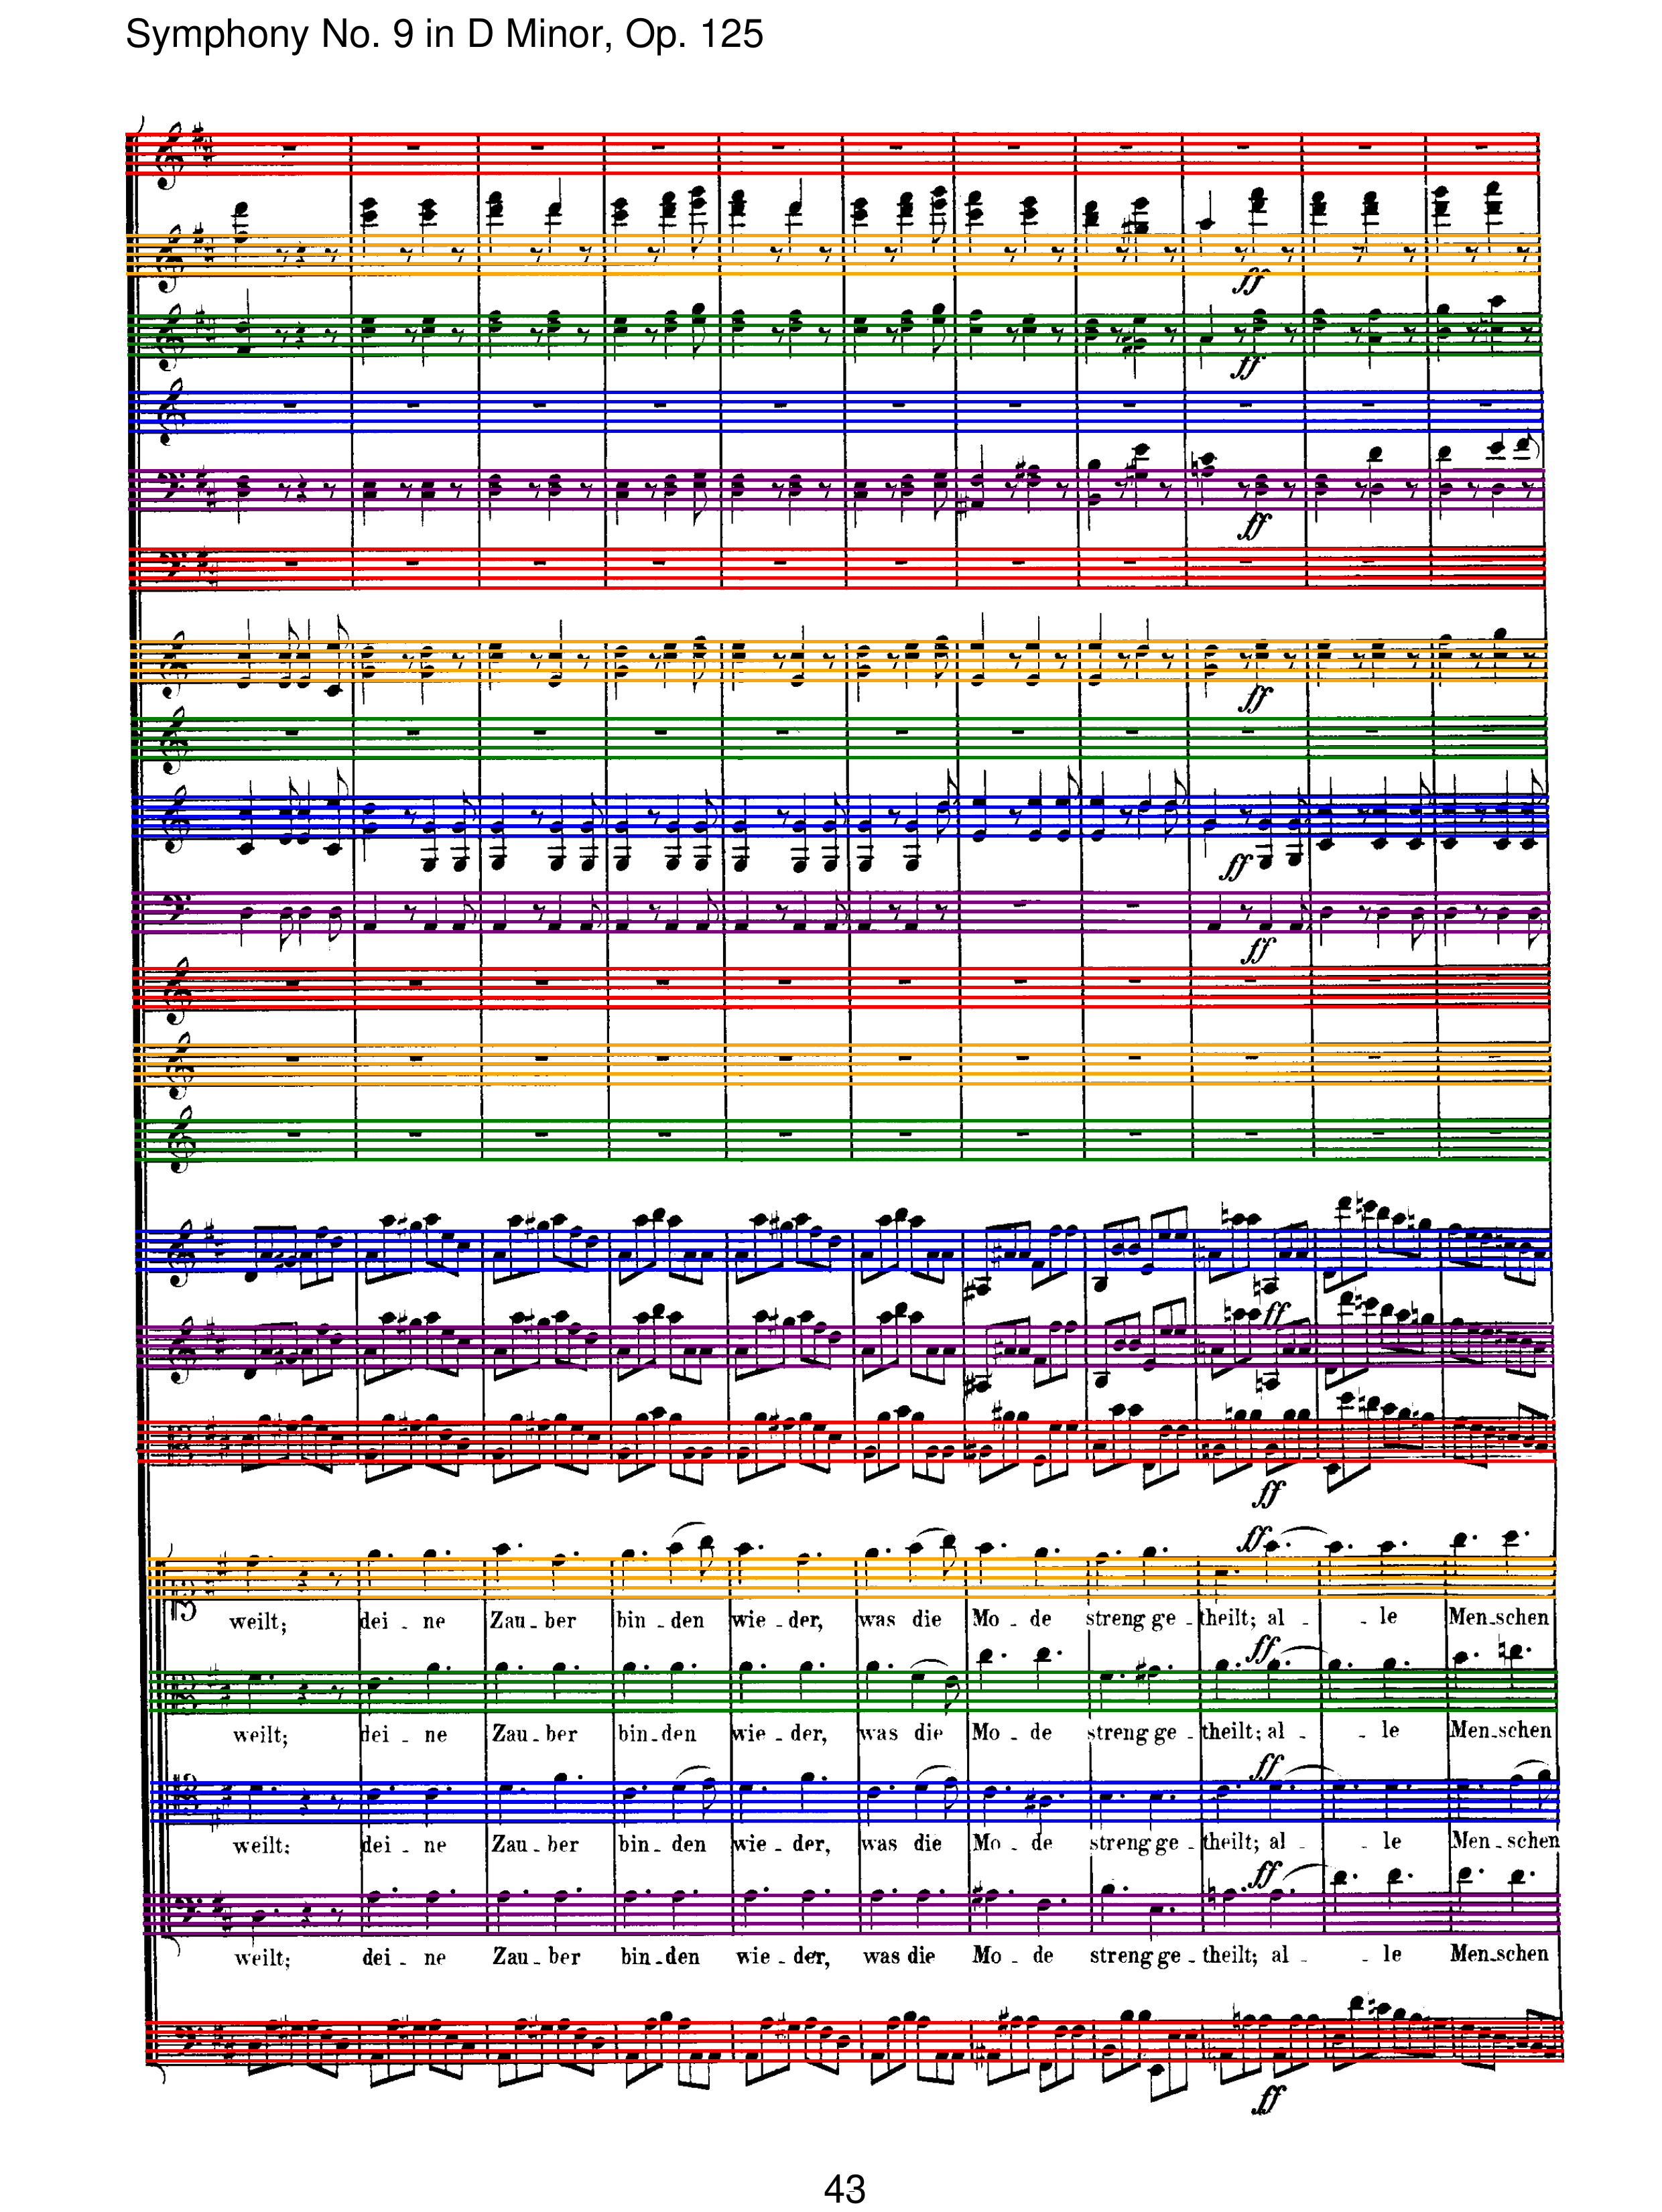 Symphony No. 9 in D Minor, Op. 125
ff
ff
ff
ff
ff
ff
ff
ff
ff
weilt; dei - ne Zau - ber bin - den wie - der, was die Mo - de streng ge - theilt; al - - le Men - schen
ff
weilt; dei - ne Zau - ber bin - den wie - der, was die Mo - de streng ge - theilt; al - - le Men - schen
ff
weilt: dei - ne Zau - ber bin - den wie - der, was die Mo - de streng ge - theilt; al - - le Men - schen
ff
weilt; dei - ne Zau - ber bin - den wie - der, was die Mo - de streng ge - theilt; al - - le Men - schen
ff
43